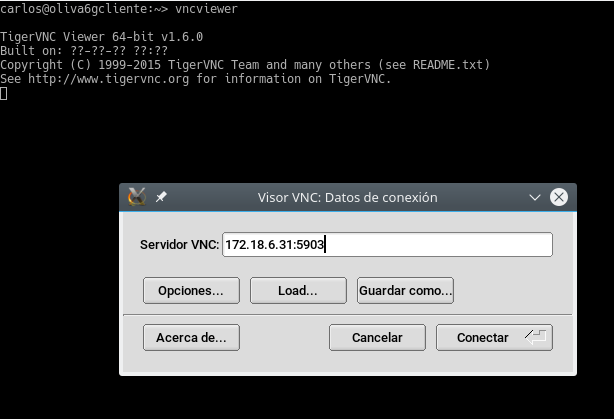 carlos@oliva6gcliente:~> vncviewer
TigerVNC Viewer 64-bit v1.6.0
Built on: ??-??-?? ??:??
Copyright (C) 1999-2015 TigerVNC Team and many others (see README.txt)
See http://www.tigervnc.org for information on TigerVNC.
Visor VNC: Datos de conexión
Servidor VNC: 172.18.6.31:5903
Opciones... Load... Guardar como...
Acerca de... Cancelar Conectar